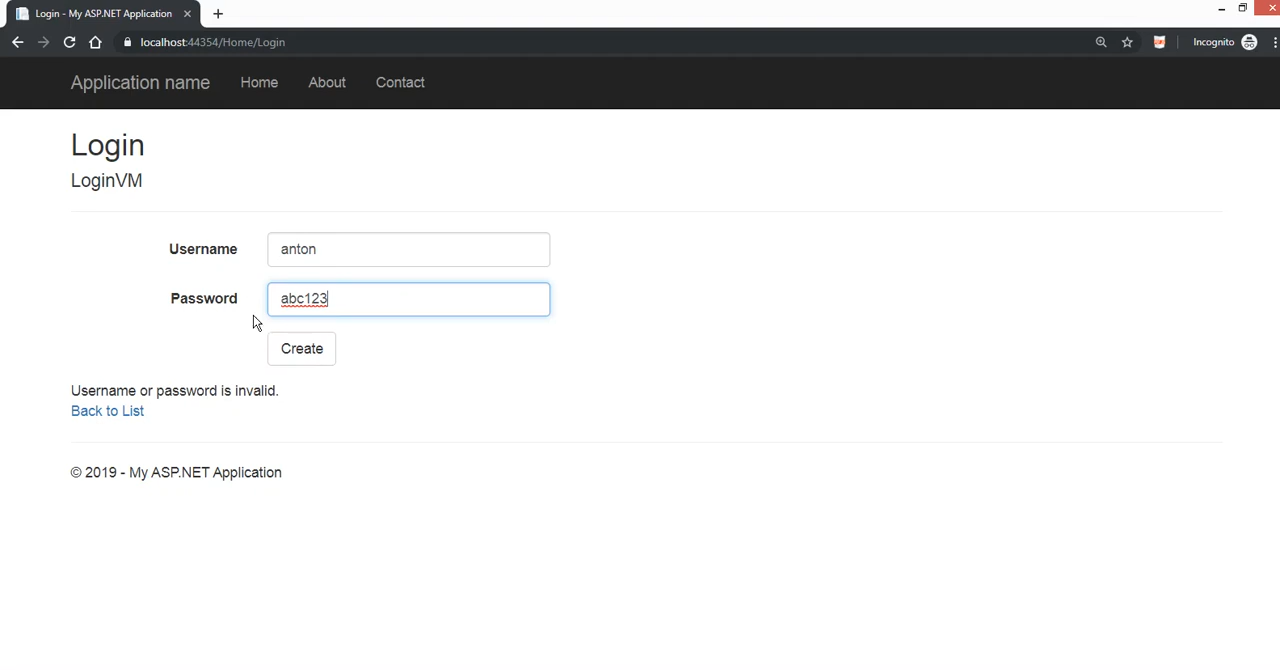 Login - My ASP.NET Application
localhost:44354/Home/Login
Incognito
Application name Home About Contact
Login
LoginVM
Username anton
Password abc123
Create
Username or password is invalid.
Back to List
© 2019 - My ASP.NET Application